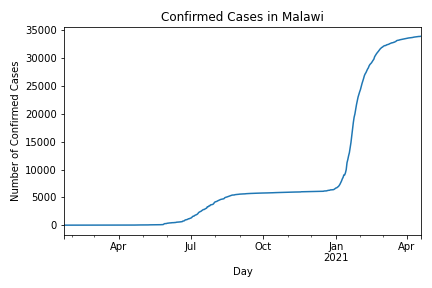 Confirmed Cases in Malawi
Number of Confirmed Cases
35000
30000
25000
20000
15000
10000
5000
0
Apr
Jul
Oct
Jan
2021
Apr
Day